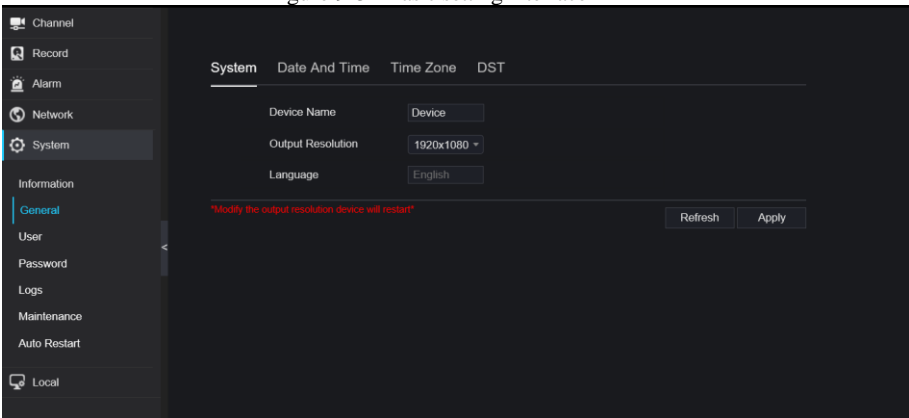 Channel
Record
Alarm
Network
System
Information
General
User
Password
Logs
Maintenance
Auto Restart
Local
System Date And Time Time Zone DST
Device Name Device
Output Resolution 1920x1080
Language English
*Modify the output resolution device will restart*
Refresh Apply
<